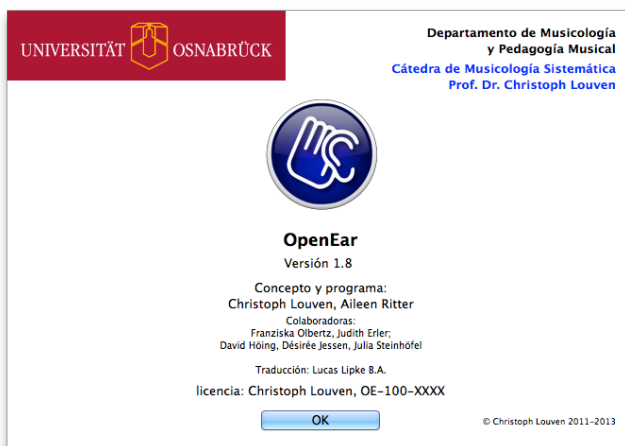 UNIVERSITÄT OSNABRÜCK
Departamento de Musicología
y Pedagogía Musical
Cátedra de Musicología Sistemática
Prof. Dr. Christoph Louven
OpenEar
Versión 1.8
Concepto y programa:
Christoph Louven, Aileen Ritter
Colaboradoras:
Franziska Olbertz, Judith Erler;
David Höing, Désirée Jessen, Julia Steinhöfel
Traducción: Lucas Lipke B.A.
licencia: Christoph Louven, OE-100-XXXX
OK
© Christoph Louven 2011-2013